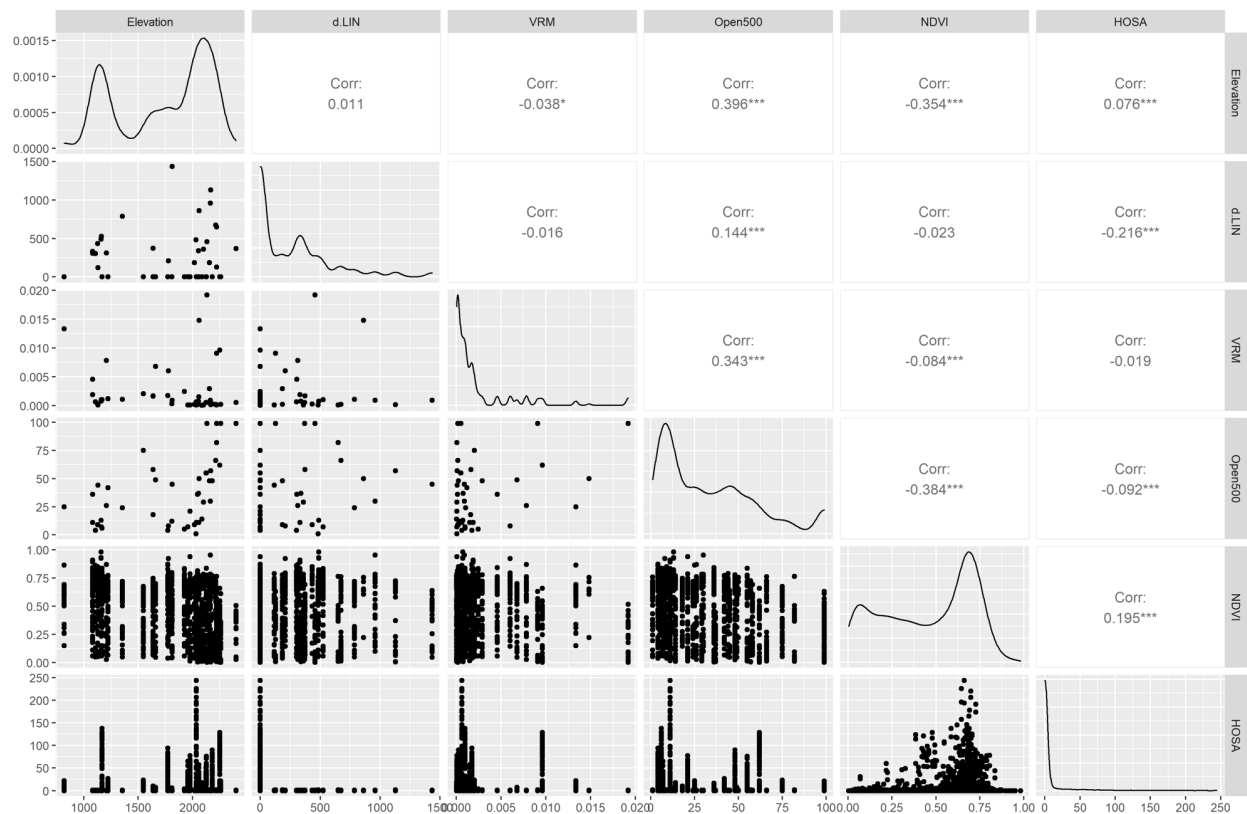 Elevation d.LIN VRM Open500 NDVI HOSA
0.0015
0.0010
0.0005
0.0000
Corr:
0.011
Corr:
-0.038*
Corr:
0.396***
Corr:
-0.354***
Corr:
0.076***
Elevation
1500
1000
500
0
Corr:
-0.016
Corr:
0.144***
Corr:
-0.023
Corr:
-0.216***
d.LIN
0.020
0.015
0.010
0.005
0.000
Corr:
0.343***
Corr:
-0.084***
Corr:
-0.019
VRM
100
75
50
25
0
Corr:
-0.384***
Corr:
-0.092***
Open500
1.00
0.75
0.50
0.25
0.00
Corr:
0.195***
NDVI
250
200
150
100
50
0
HOSA
1000 1500 2000 0 500 1000 1500 0.000 0.005 0.010 0.015 0.020 0 25 50 75 100 0.00 0.25 0.50 0.75 1.00 0 50 100 150 200 250